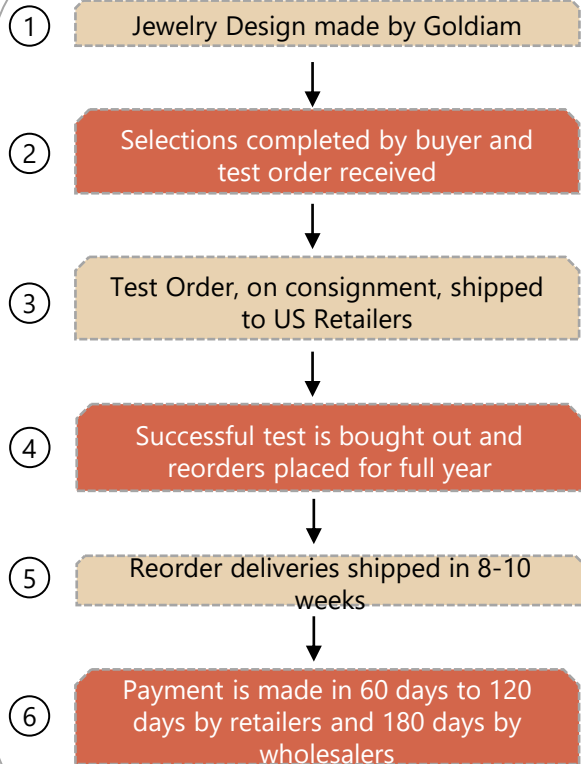 1
Jewelry Design made by Goldiam
2
Selections completed by buyer and
test order received
3
Test Order, on consignment, shipped
to US Retailers
4
Successful test is bought out and
reorders placed for full year
5
Reorder deliveries shipped in 8-10
weeks
6
Payment is made in 60 days to 120
days by retailers and 180 days by
wholesalers